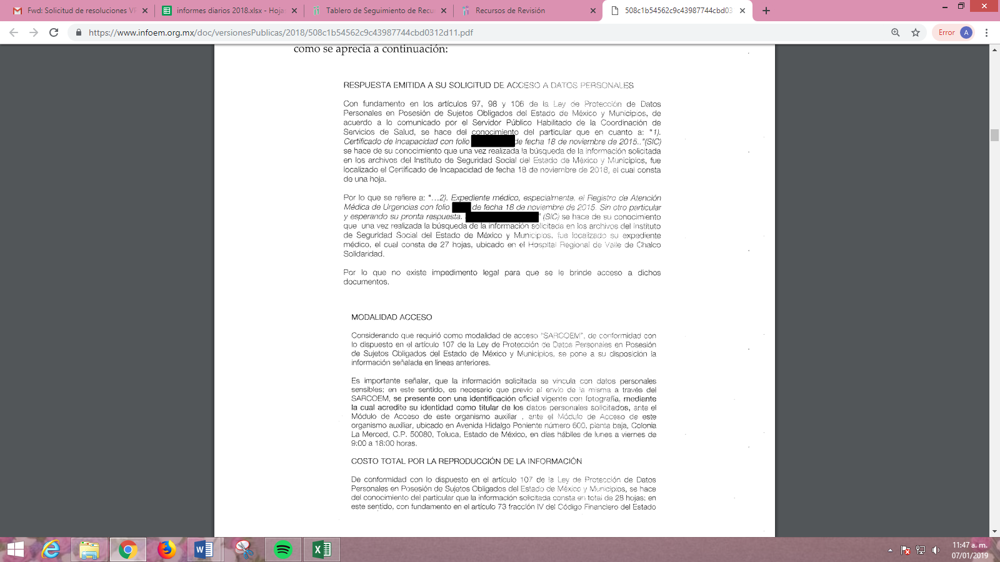 Fwd: Solicitud de resoluciones VP
informes diarios 2018.xlsx - Hoja
Tablero de Seguimiento de Recu
Recursos de Revisión
508c1b54562c9c43987744cbd03
https://www.infoem.org.mx/doc/versionesPublicas/2018/508c1b54562c9c43987744cbd0312d11.pdf
Error A
como se aprecia a continuación:
RESPUESTA EMITIDA A SU SOLICITUD DE ACCESO A DATOS PERSONALES
Con fundamento en los artículos 97, 98 y 106 de la Ley de Protección de Datos
Personales en Posesión de Sujetos Obligados del Estado de México y Municipios, de
acuerdo a lo comunicado por el Servidor Público Habilitado de la Coordinación de
Servicios de Salud, se hace del conocimiento del particular que en cuanto a: “1).
Certificado de Incapacidad con folio de fecha 18 de noviembre de 2015..”(SIC)
se hace de su conocimiento que una vez realizada la búsqueda de la información solicitada
en los archivos del Instituto de Seguridad Social del Estado de México y Municipios, fue
localizado el Certificado de Incapacidad de fecha 18 de noviembre de 2018, el cual consta
de una hoja.
Por lo que se refiere a: “...2). Expediente médico, especialmente. el Registro de Atención
Médica de Urgencias con folio de fecha 18 de noviembre de 2015. Sin otro particular
y esperando su pronta respuesta. ” (SIC) se hace de su conocimiento
que una vez realizada la búsqueda de la información solicitada en los archivos del Instituto
de Seguridad Social del Estado de México y Municipios. fue localizado su expediente
médico, el cual consta de 27 hojas, ubicado en el Hospital Regional de Valle de Chalco
Solidaridad.
Por lo que no existe impedimento legal para que se le brinde acceso a dichos
documentos.
MODALIDAD ACCESO
Considerando que requirió como modalidad de acceso “SARCOEM”, de conformidad con
lo dispuesto en el artículo 107 de la Ley de Protección de Datos Personales en Posesión
de Sujetos Obligados del Estado de México y Municipios, se pone a su disposición la
información señalada en líneas anteriores.
Es importante señalar, que la información solicitada se vincula con datos personales
sensibles; en este sentido, es necesario que previo al envío de la misma a través del
SARCOEM, se presente con una identificación oficial vigente con fotografía, mediante
la cual acredite su identidad como titular de los datos personales solicitados, ante el
Módulo de Acceso de este organismo auxiliar , ante el Módulo de Acceso de este
organismo auxiliar, ubicado en Avenida Hidalgo Poniente número 600, planta baja, Colonia
La Merced, C.P. 50080, Toluca, Estado de México, en días hábiles de lunes a viernes de
9:00 a 18:00 horas.
COSTO TOTAL POR LA REPRODUCCIÓN DE LA INFORMACIÓN
De conformidad con lo dispuesto en el artículo 107 de la Ley de Protección de Datos
Personales en Posesión de Sujetos Obligados del Estado de México y Municipios, se hace
del conocimiento del particular que la información solicitada consta en total de 28 hojas; en
este sentido, con fundamento en el artículo 73 fracción IV del Código Financiero del Estado
11:47 a. m.
07/01/2019